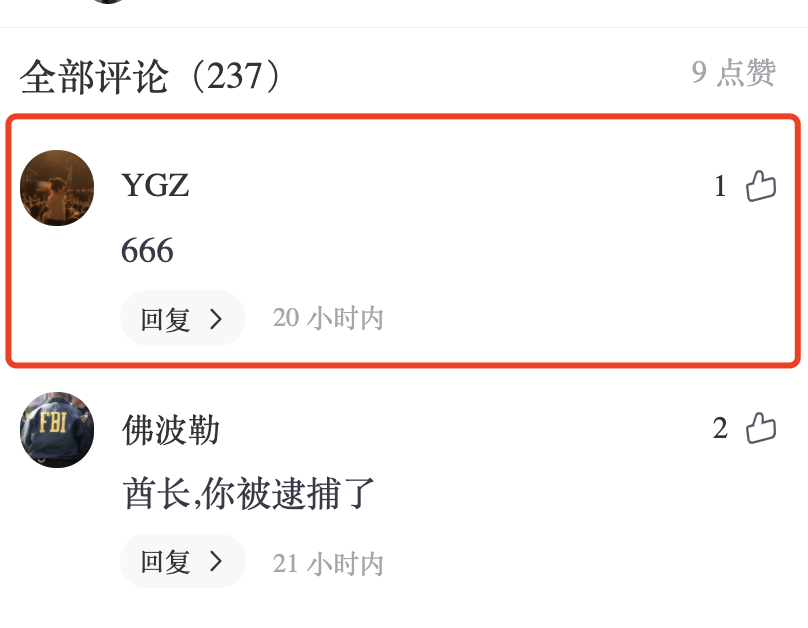 全部评论（237） 9 点赞
YGZ 1
666
回复 20 小时内
FBI
佛波勒 2
酋长,你被逮捕了
回复 21 小时内